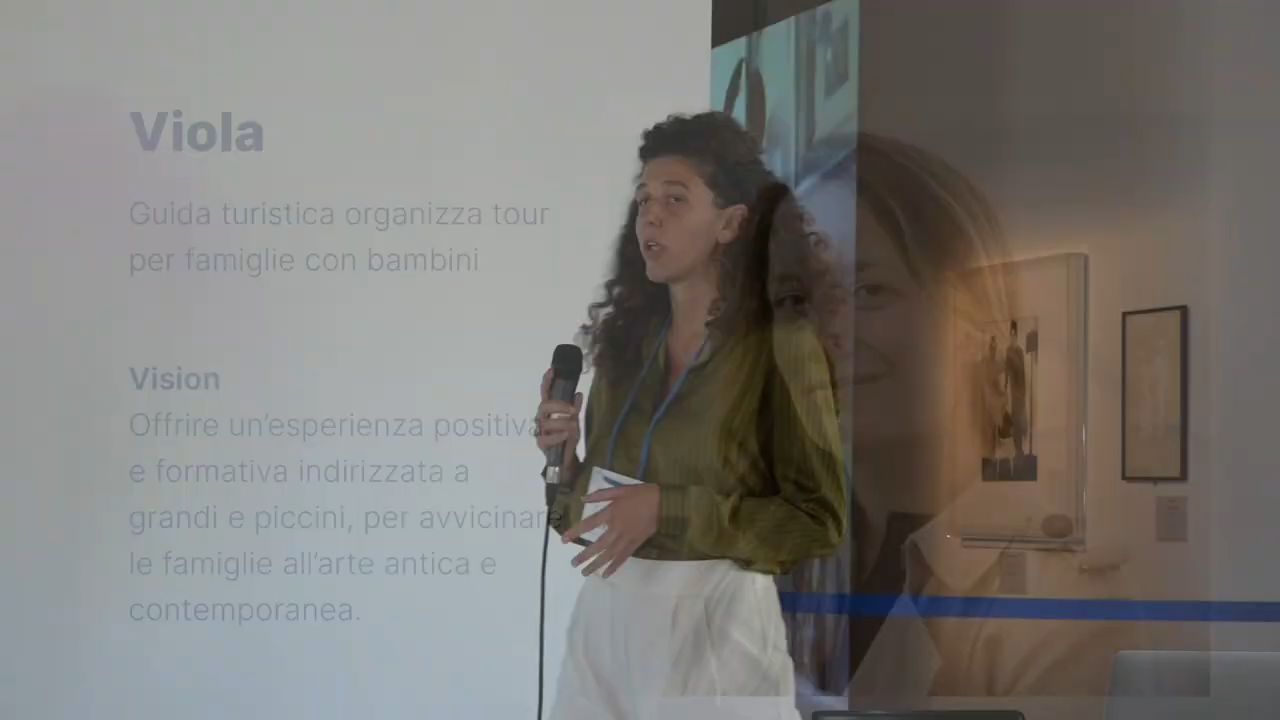 Viola
Guida turistica organizza tour
per famiglie con bambini
Vision
Offrire un'esperienza positiva
e formativa indirizzata a
grandi e piccini, per avvicinare
le famiglie all'arte antica e
contemporanea.